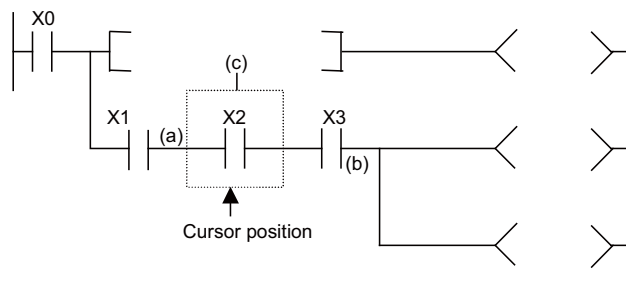 X0
(c)
X1
(a)
X2
X3
(b)
Cursor position